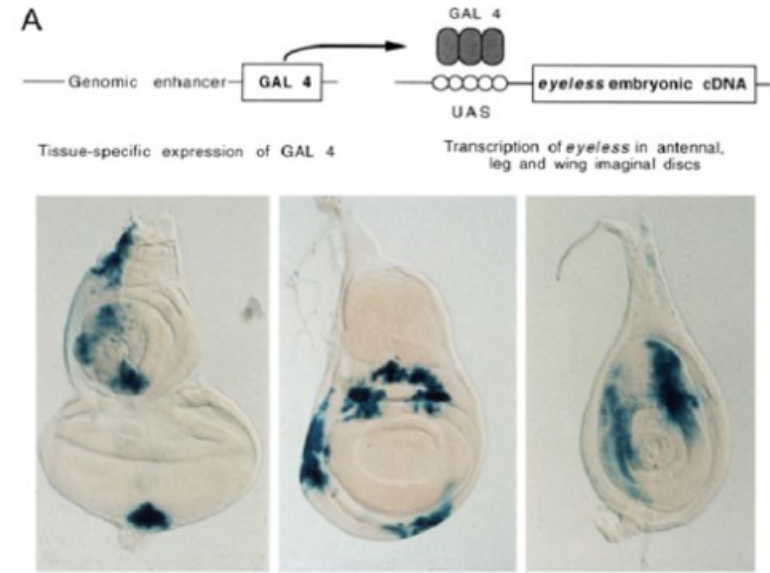 A
GAL 4
Genomic enhancer
GAL 4
eyeless embryonic cDNA
UAS
Tissue-specific expression of GAL 4
Transcription of eyeless in antennal,
leg and wing imaginal discs